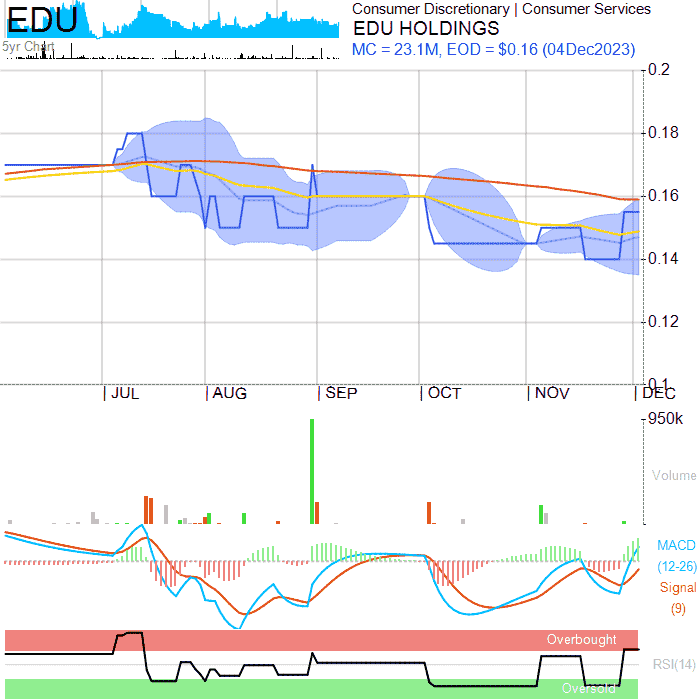 EDU
Consumer Discretionary | Consumer Services
EDU HOLDINGS
MC = 23.1M, EOD = $0.16 (04Dec2023)
5yr Chart
0.2
0.18
0.16
0.14
0.12
0.1
JUL AUG SEP OCT NOV DEC
950k
Volume
MACD
(12-26)
Signal
(9)
Overbought
RSI(14)
Oversold